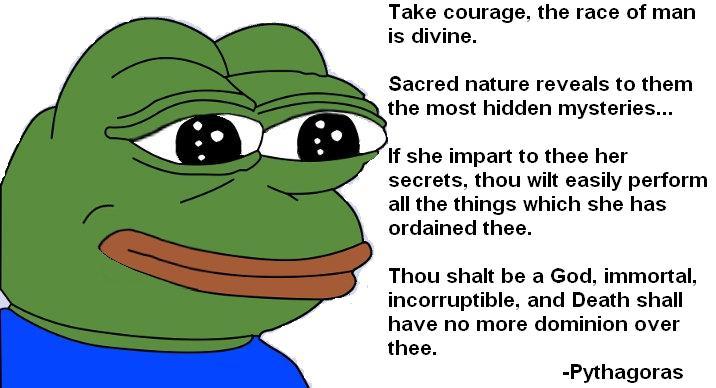 Take courage, the race of man
is divine.
Sacred nature reveals to them
the most hidden mysteries...
If she impart to thee her
secrets, thou wilt easily perform
all the things which she has
ordained thee.
Thou shalt be a God, immortal,
incorruptible, and Death shall
have no more dominion over
thee.
-Pythagoras